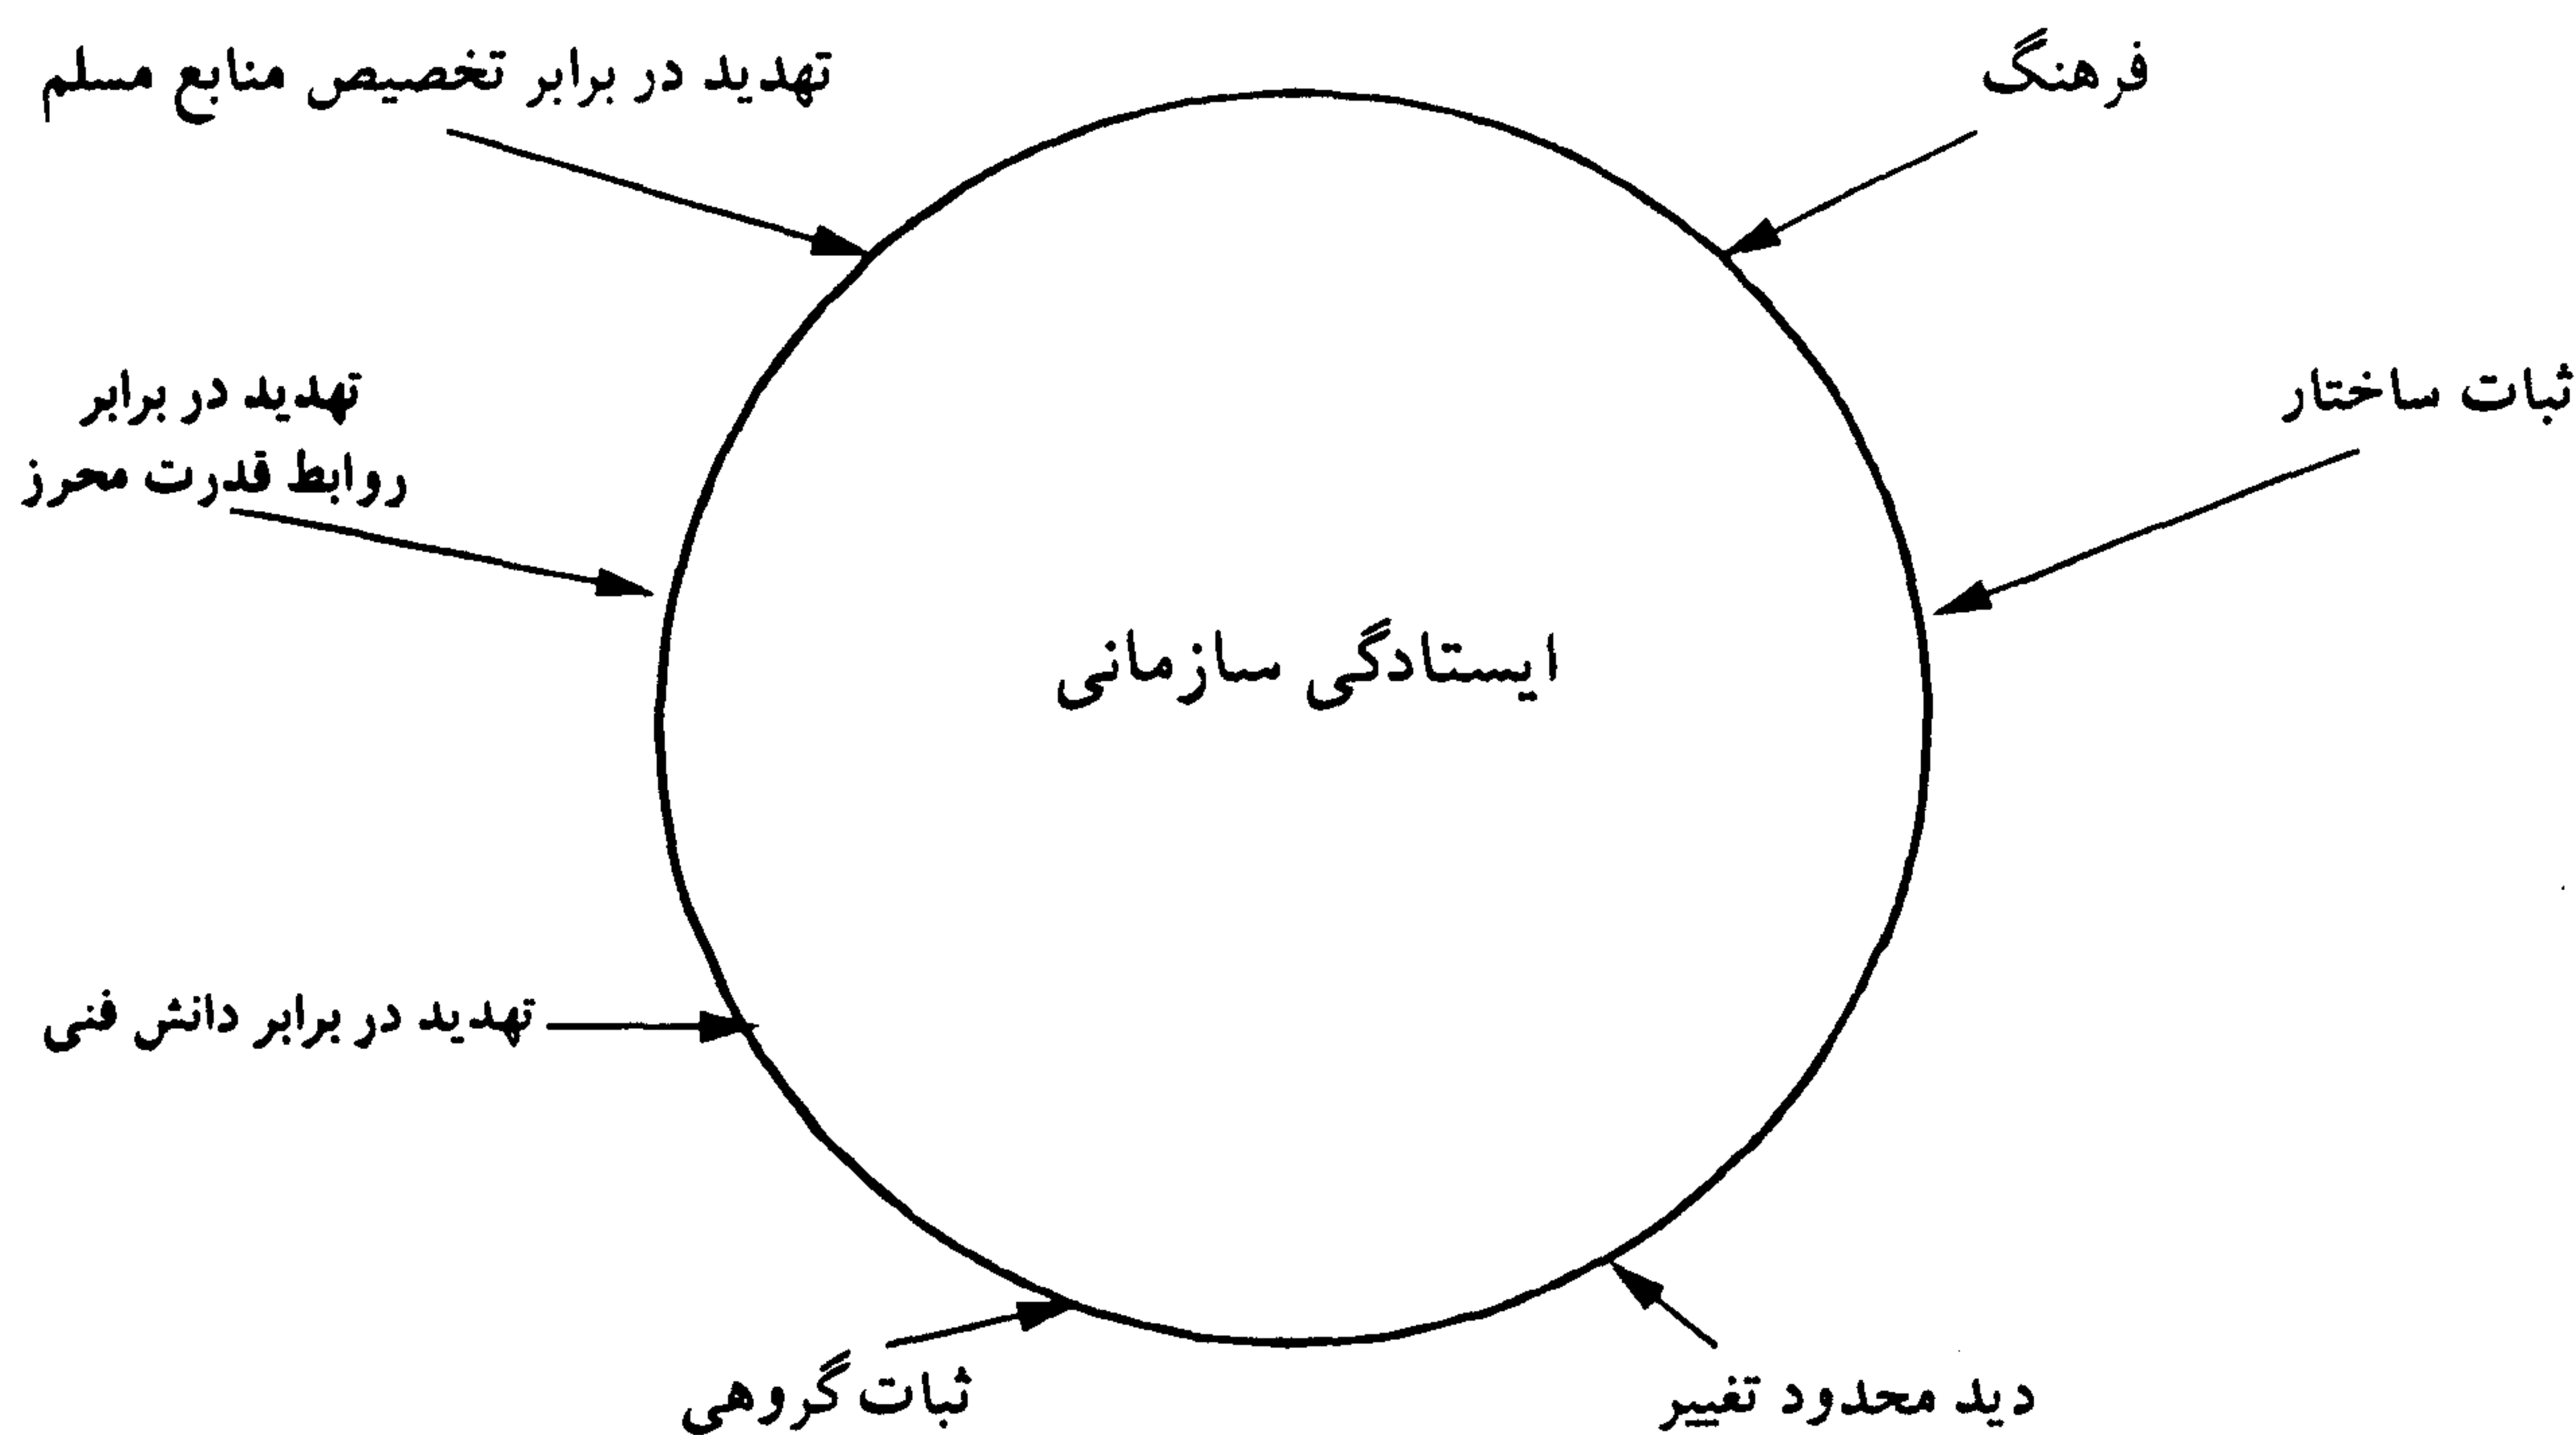 فرهنگ
تهدید در برابر تخصیص منابع مسلم
ثبات ساختار
تهدید در برابر
روابط قدرت محرز
ایستادگی سازمانی
تهدید در برابر دانش فنی
دید محدود تغییر
ثبات گروهی